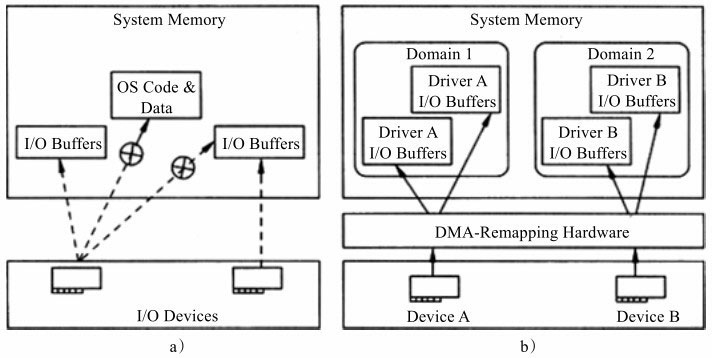 System Memory
OS Code &
Data
I/O Buffers
I/O Buffers
I/O Devices
a)
System Memory
Domain 1
Driver A
I/O Buffers
Driver A
I/O Buffers
Domain 2
Driver B
I/O Buffers
Driver B
I/O Buffers
DMA-Remapping Hardware
Device A
Device B
b)